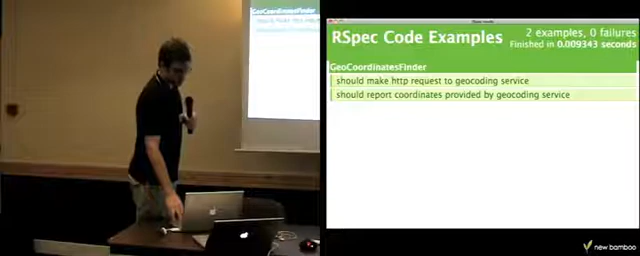 GeoCoordinatesFinder
RSpec Code Examples
2 examples, 0 failures
Finished in 0.009343 seconds
GeoCoordinatesFinder
should make http request to geocoding service
should report coordinates provided by geocoding service
new bamboo